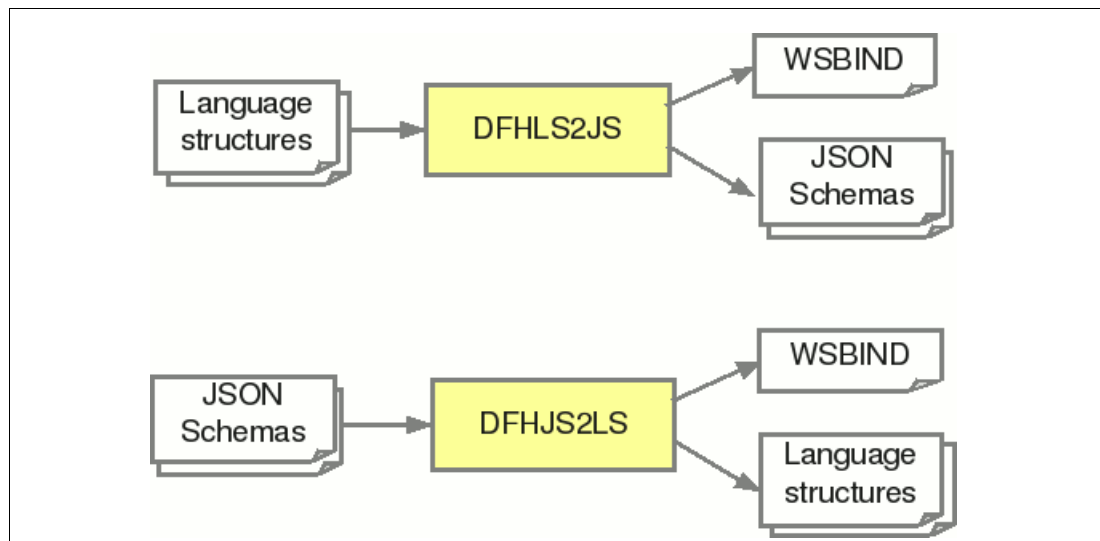 Language
structures
DFHLS2JS
WSBIND
JSON
Schemas
JSON
Schemas
DFHJS2LS
WSBIND
Language
structures